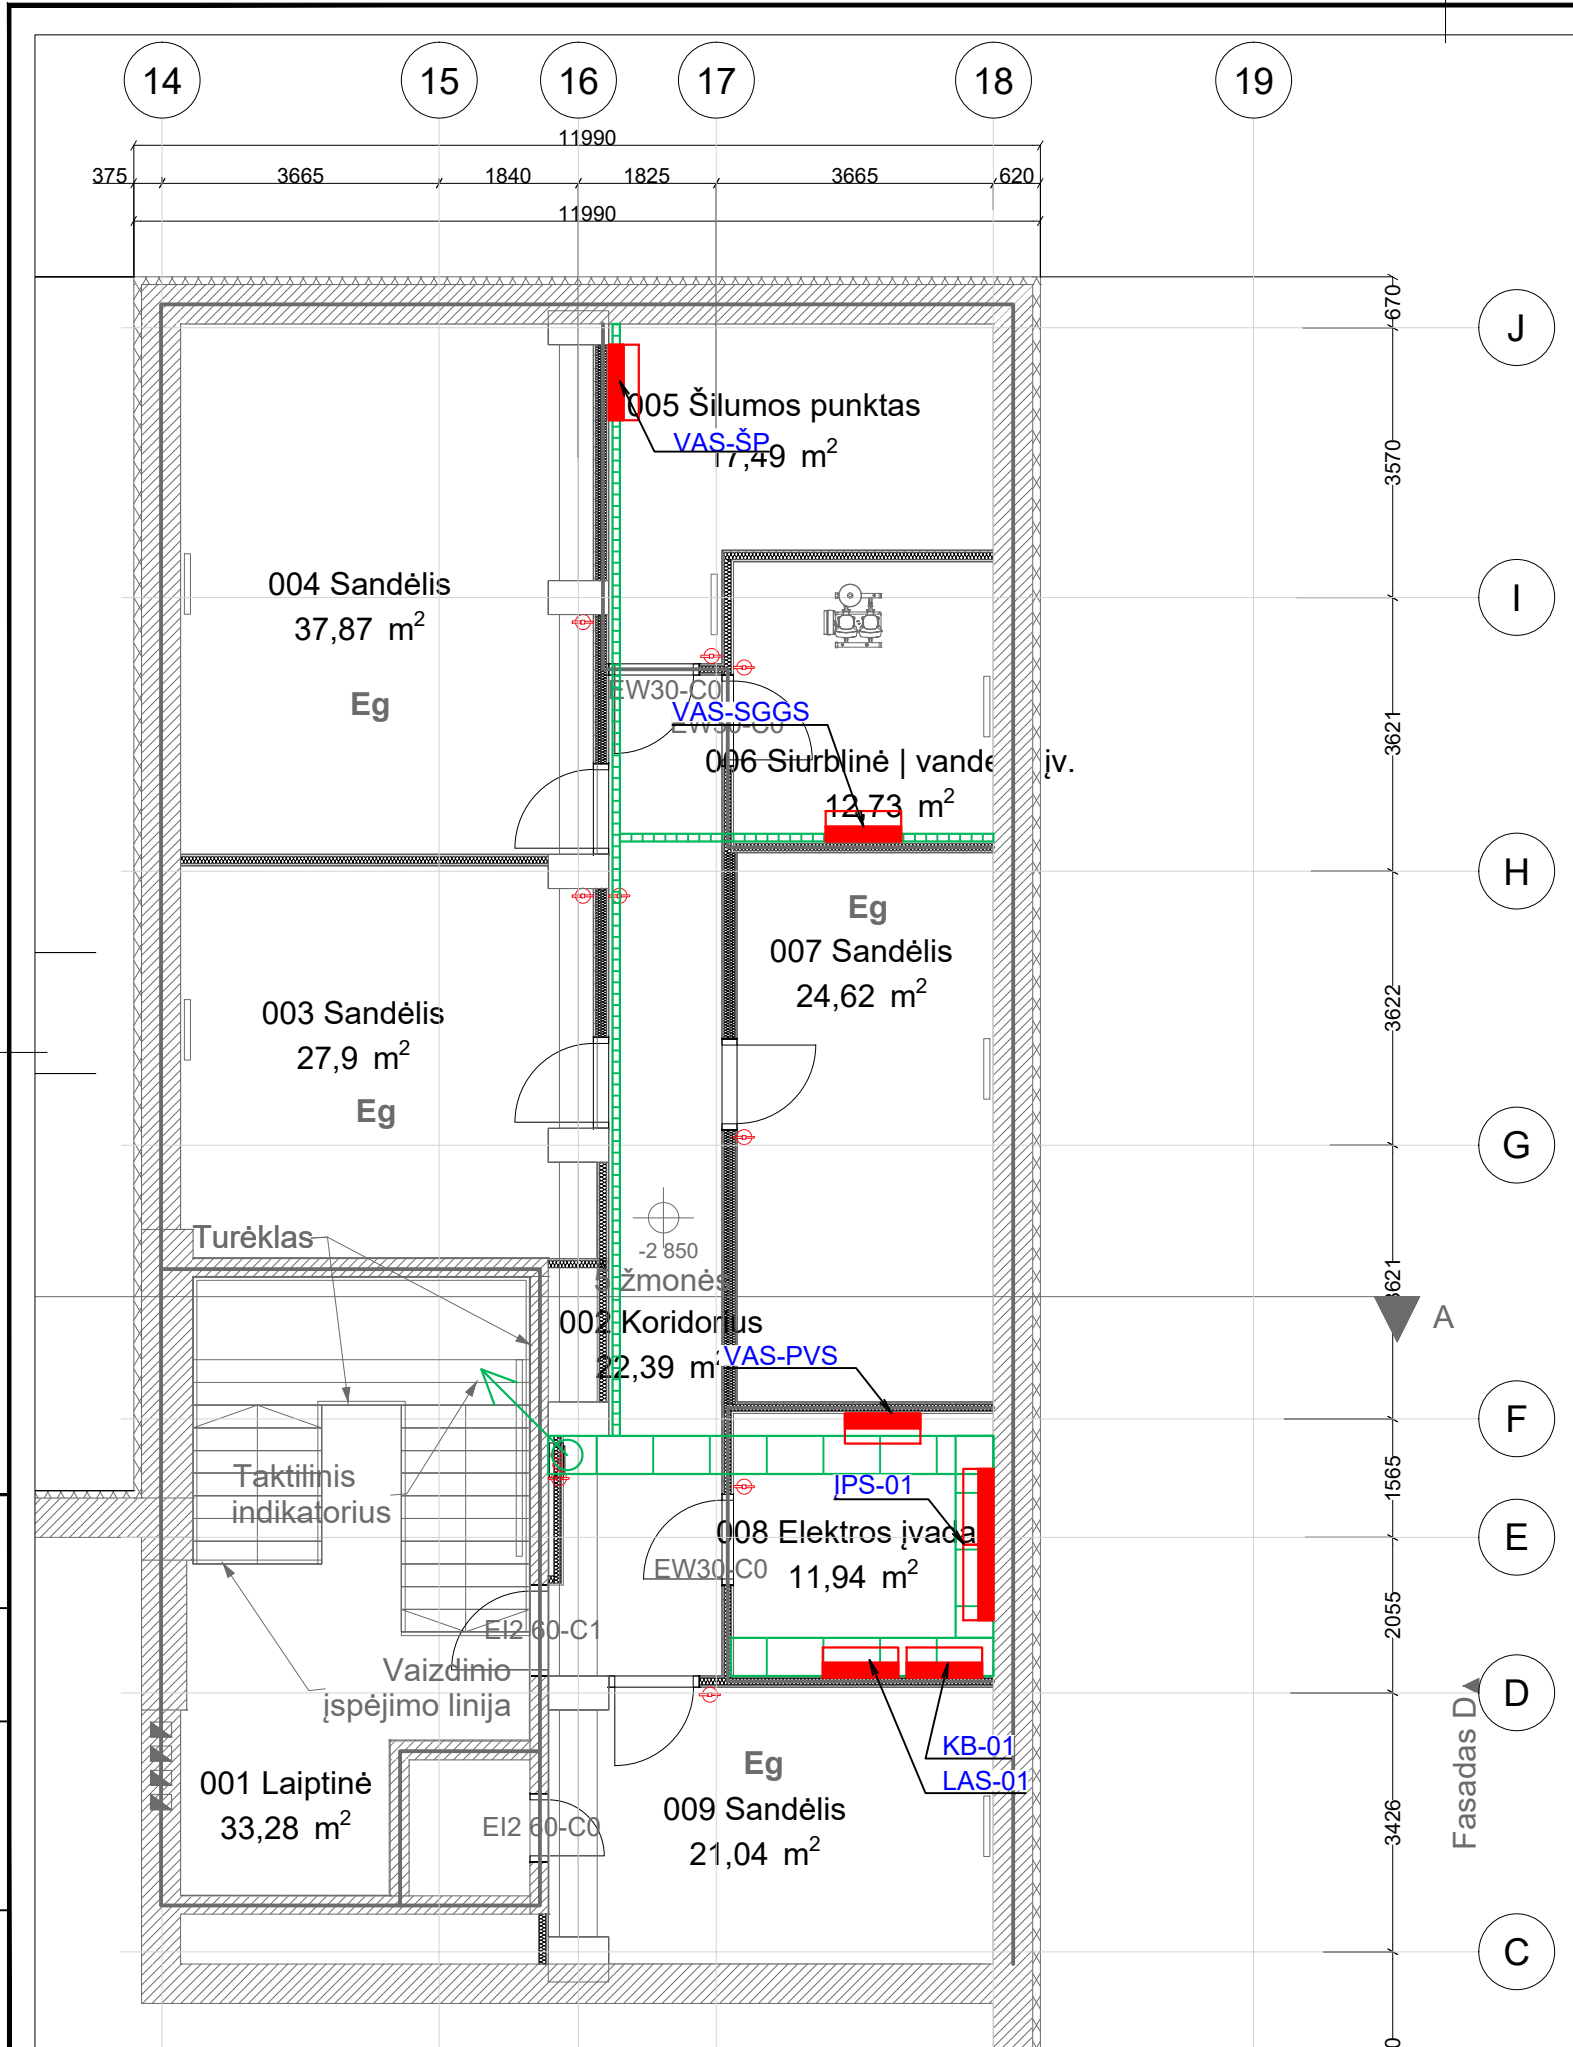 14 15 16 17 18 19
11990
375 3665 1840 1825 3665 620
11990
670
J
005 Šilumos punktas
VAS-ŠP
17,49 m²
3570
004 Sandėlis
37,87 m²
I
Eg
EW30-C0
VAS-SGGS
EW30-C0
3621
006 Siurblinė | vande įv.
12,73 m²
H
Eg
007 Sandėlis
24,62 m²
3622
003 Sandėlis
27,9 m²
Eg
G
Turėklas
-2 850
žmonės
3621
A
002 Koridorius
22,39 m²
VAS-PVS
F
Taktilinis
indikatorius
IPS-01
1565
008 Elektros įvada
11,94 m²
EW30-C0
E
EI2 60-C1
2055
Vaizdinio
įspėjimo linija
D
Fasadas D
KB-01
LAS-01
Eg
001 Laiptinė
33,28 m²
EI2 60-C0
009 Sandėlis
21,04 m²
3426
C